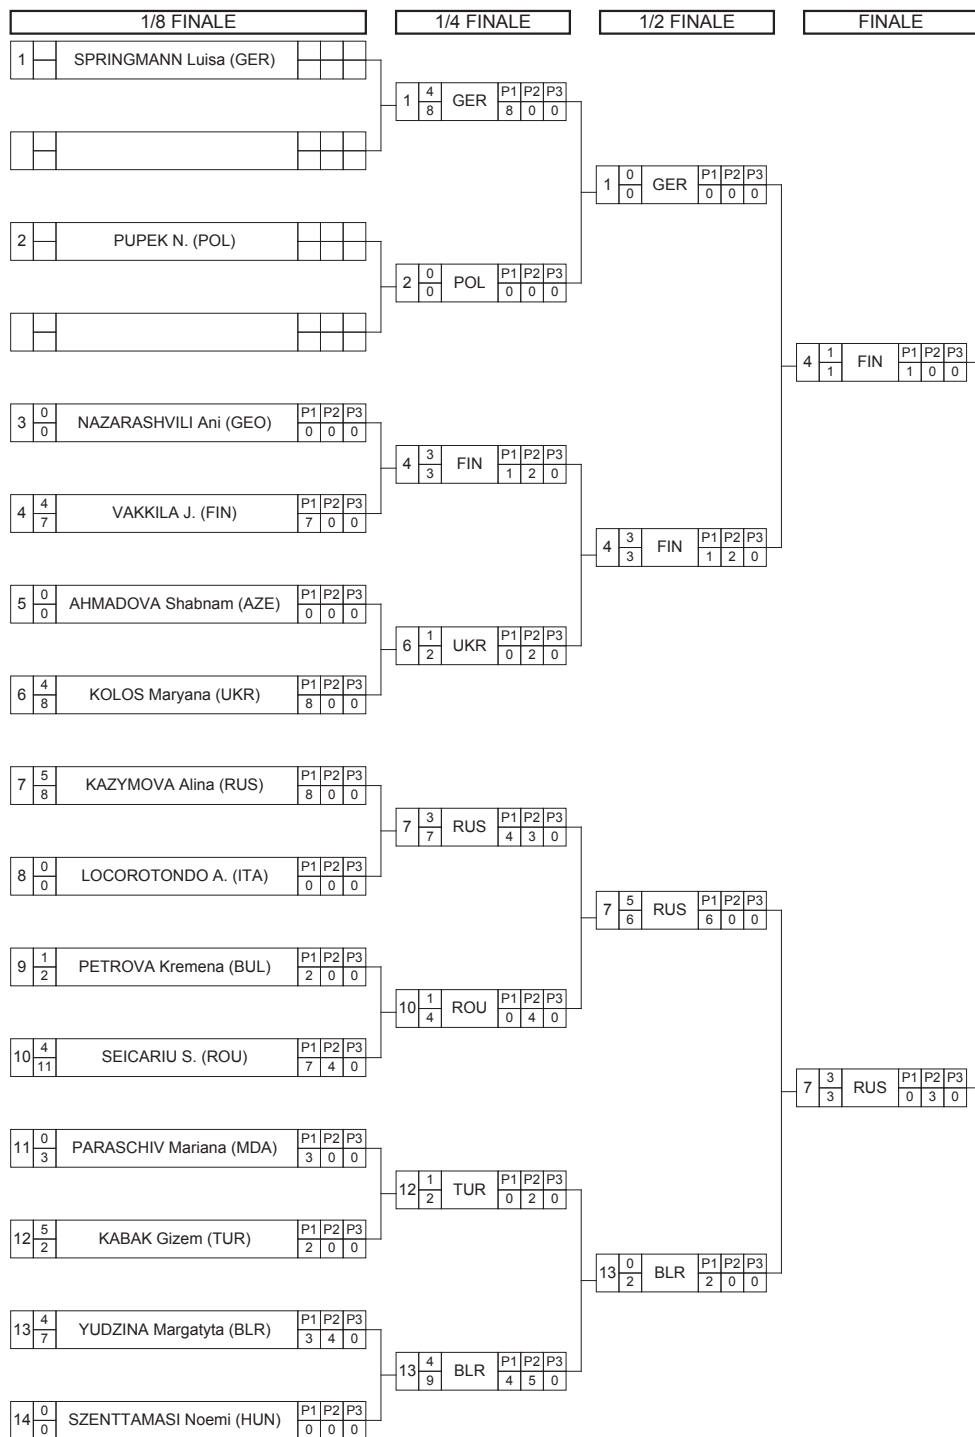 1/8 FINALE 1/4 FINALE 1/2 FINALE FINALE
1 SPRINGMANN Luisa (GER)
1 4 8 GER P1 P2 P3 8 0 0
1 0 0 GER P1 P2 P3 0 0 0
2 PUPEK N. (POL)
2 0 0 POL P1 P2 P3 0 0 0
4 1 1 FIN P1 P2 P3 1 0 0
3 0 0 NAZARASHVILI Ani (GEO) P1 P2 P3 0 0 0
4 3 3 FIN P1 P2 P3 1 2 0
4 4 7 VAKKILA J. (FIN) P1 P2 P3 7 0 0
4 3 3 FIN P1 P2 P3 1 2 0
5 0 0 AHMADOVA Shabnam (AZE) P1 P2 P3 0 0 0
6 1 2 UKR P1 P2 P3 0 2 0
6 4 8 KOLOS Maryana (UKR) P1 P2 P3 8 0 0
7 5 8 KAZYMOVA Alina (RUS) P1 P2 P3 8 0 0
7 3 7 RUS P1 P2 P3 4 3 0
8 0 0 LOCOROTONDO A. (ITA) P1 P2 P3 0 0 0
7 5 6 RUS P1 P2 P3 6 0 0
9 1 2 PETROVA Kremena (BUL) P1 P2 P3 2 0 0
10 1 4 ROU P1 P2 P3 0 4 0
10 4 11 SEICARIU S. (ROU) P1 P2 P3 7 4 0
7 3 3 RUS P1 P2 P3 0 3 0
11 0 3 PARASCHIV Mariana (MDA) P1 P2 P3 3 0 0
12 1 2 TUR P1 P2 P3 0 2 0
12 5 2 KABAK Gizem (TUR) P1 P2 P3 2 0 0
13 0 2 BLR P1 P2 P3 2 0 0
13 4 7 YUDZINA Margatyta (BLR) P1 P2 P3 3 4 0
13 4 9 BLR P1 P2 P3 4 5 0
14 0 0 SZENTTAMASI Noemi (HUN) P1 P2 P3 0 0 0